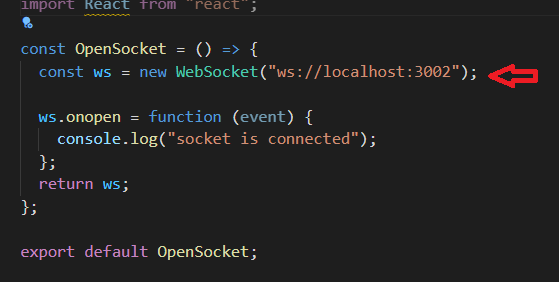 import React from "react";
const OpenSocket = () => {
const ws = new WebSocket("ws://localhost:3002");
ws.onopen = function (event) {
console.log("socket is connected");
};
return ws;
};
export default OpenSocket;